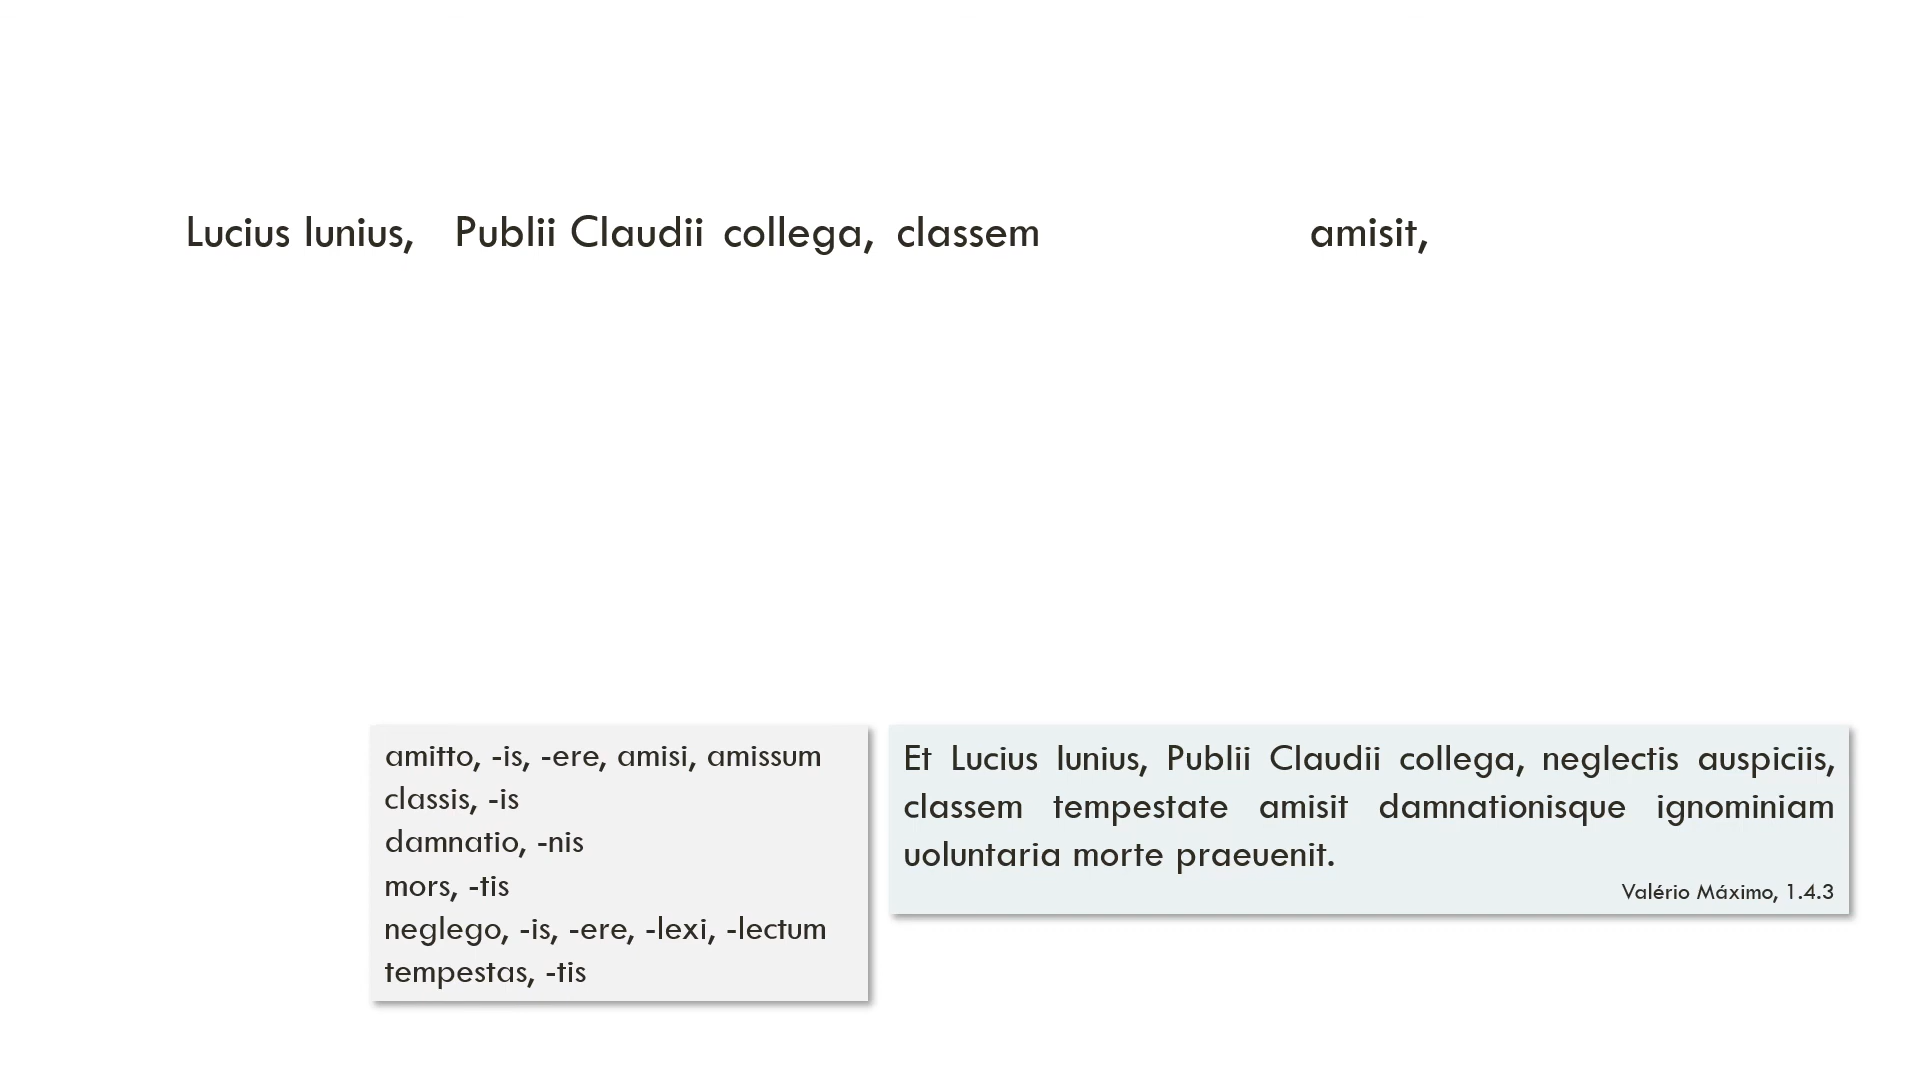 Lucius Iunius, Publii Claudii collega, classem amisit,
amitto, -is, -ere, amisi, amissum
classis, -is
damnatio, -nis
mors, -tis
neglego, -is, -ere, -lexi, -lectum
tempestas, -tis
Et Lucius Iunius, Publii Claudii collega, neglectis auspiciis,
classem tempestate amisit damnationisque ignominiam
uoluntaria morte praeuenit.
Valério Máximo, 1.4.3